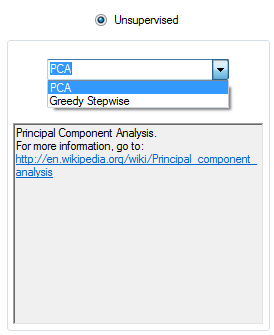 Unsupervised
PCA
PCA
Greedy Stepwise
Principal Component Analysis.
For more information, go to:
http://en.wikipedia.org/wiki/Principal_component_
analysis